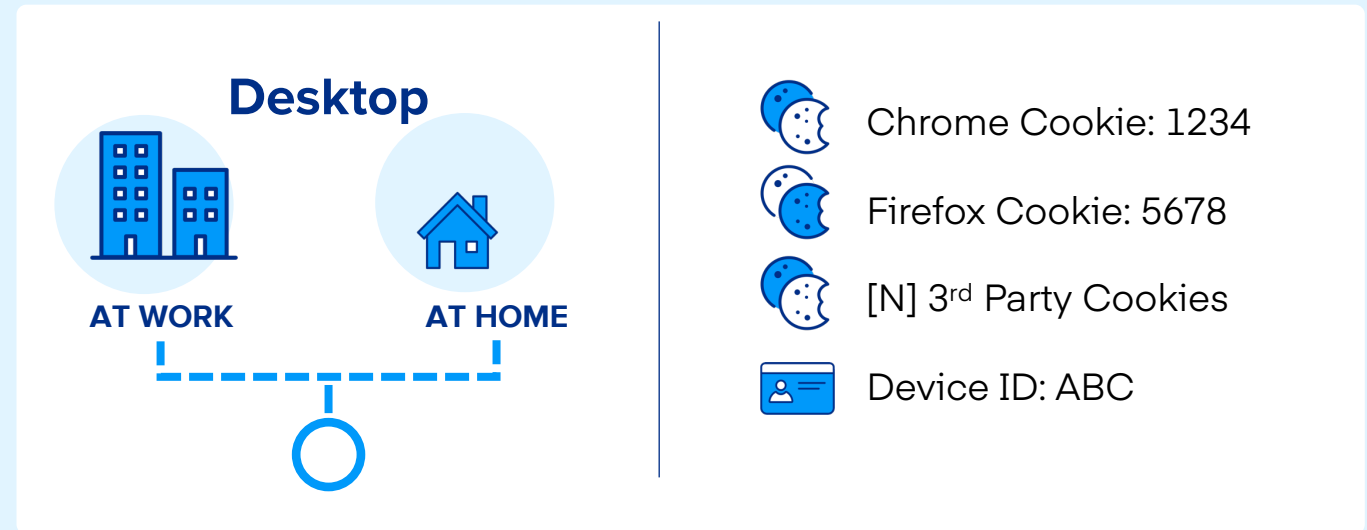 Desktop
AT WORK
AT HOME
Chrome Cookie: 1234
Firefox Cookie: 5678
[N] 3rd Party Cookies
Device ID: ABC